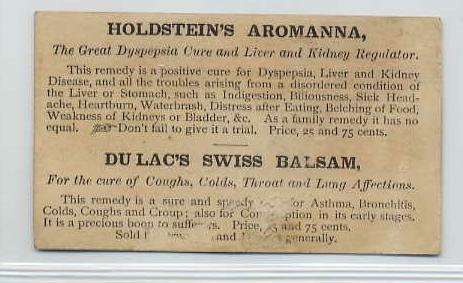 HOLDSTEIN'S AROMANNA,
The Great Dyspepsia Cure and Liver and Kidney Regulator.
This remedy is a positive cure for Dyspepsia, Liver and Kidney
Disease, and all the troubles arising from a disordered condition of
the Liver or Stomach, such as Indigestion, Biliousness, Sick Head-
ache, Heartburn, Waterbrash, Distress after Eating, Belching of Food,
Weakness of Kidneys or Bladder, &c. As a family remedy it has no
equal. Don't fail to give it a trial. Price, 25 and 75 cents.
DU LAC'S SWISS BALSAM,
For the cure of Coughs, Colds, Throat and Lung Affections.
This remedy is a sure and speedy for Asthma, Bronchitis,
Colds, Coughs and Croup; also for in its early stages.
It is a precious boon to Price, and 75 cents.
Sold and generally.